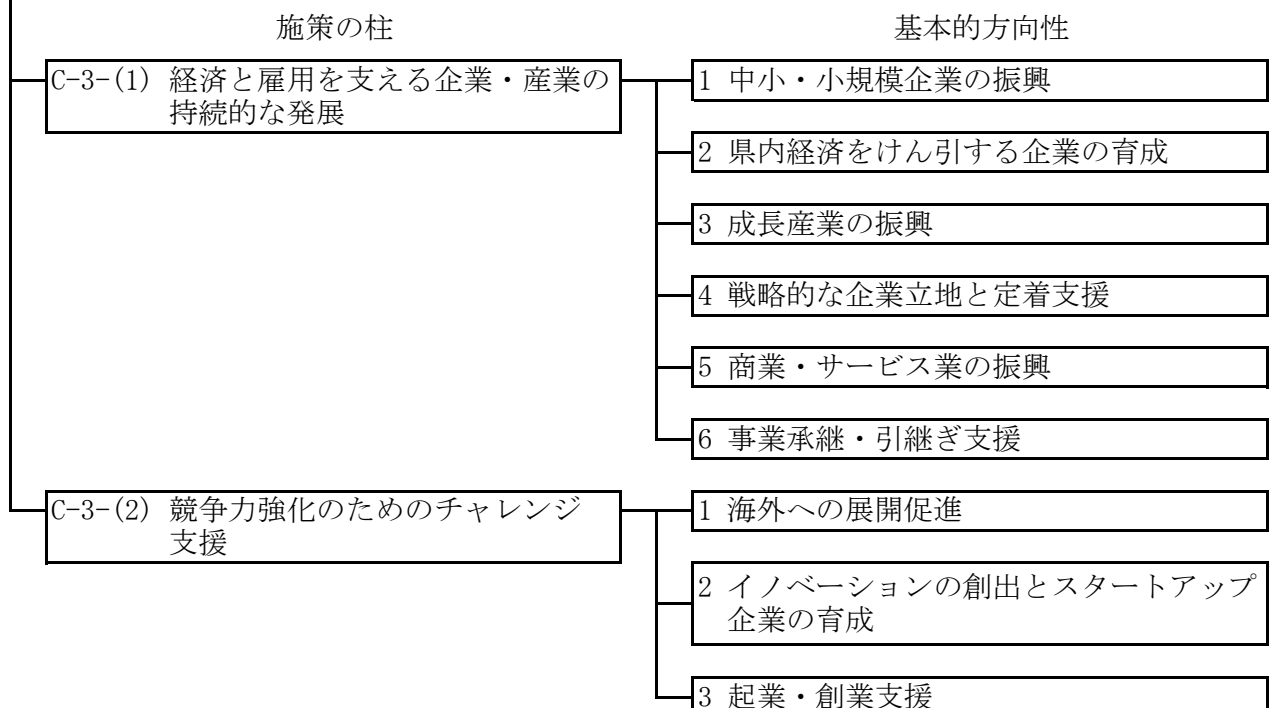 施策の柱 基本的方向性
C-3-(1) 経済と雇用を支える企業・産業の
持続的な発展
1 中小・小規模企業の振興
2 県内経済をけん引する企業の育成
3 成長産業の振興
4 戦略的な企業立地と定着支援
5 商業・サービス業の振興
6 事業承継・引継ぎ支援
C-3-(2) 競争力強化のためのチャレンジ
支援
1 海外への展開促進
2 イノベーションの創出とスタートアップ
企業の育成
3 起業・創業支援